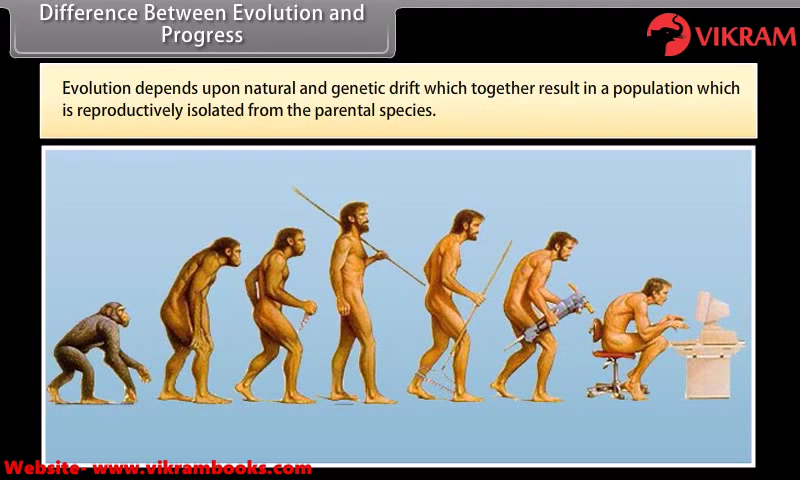 Difference Between Evolution and
Progress
VIKRAM
Evolution depends upon natural and genetic drift which together result in a population which
is reproductively isolated from the parental species.
Website- www.vikrambooks.com